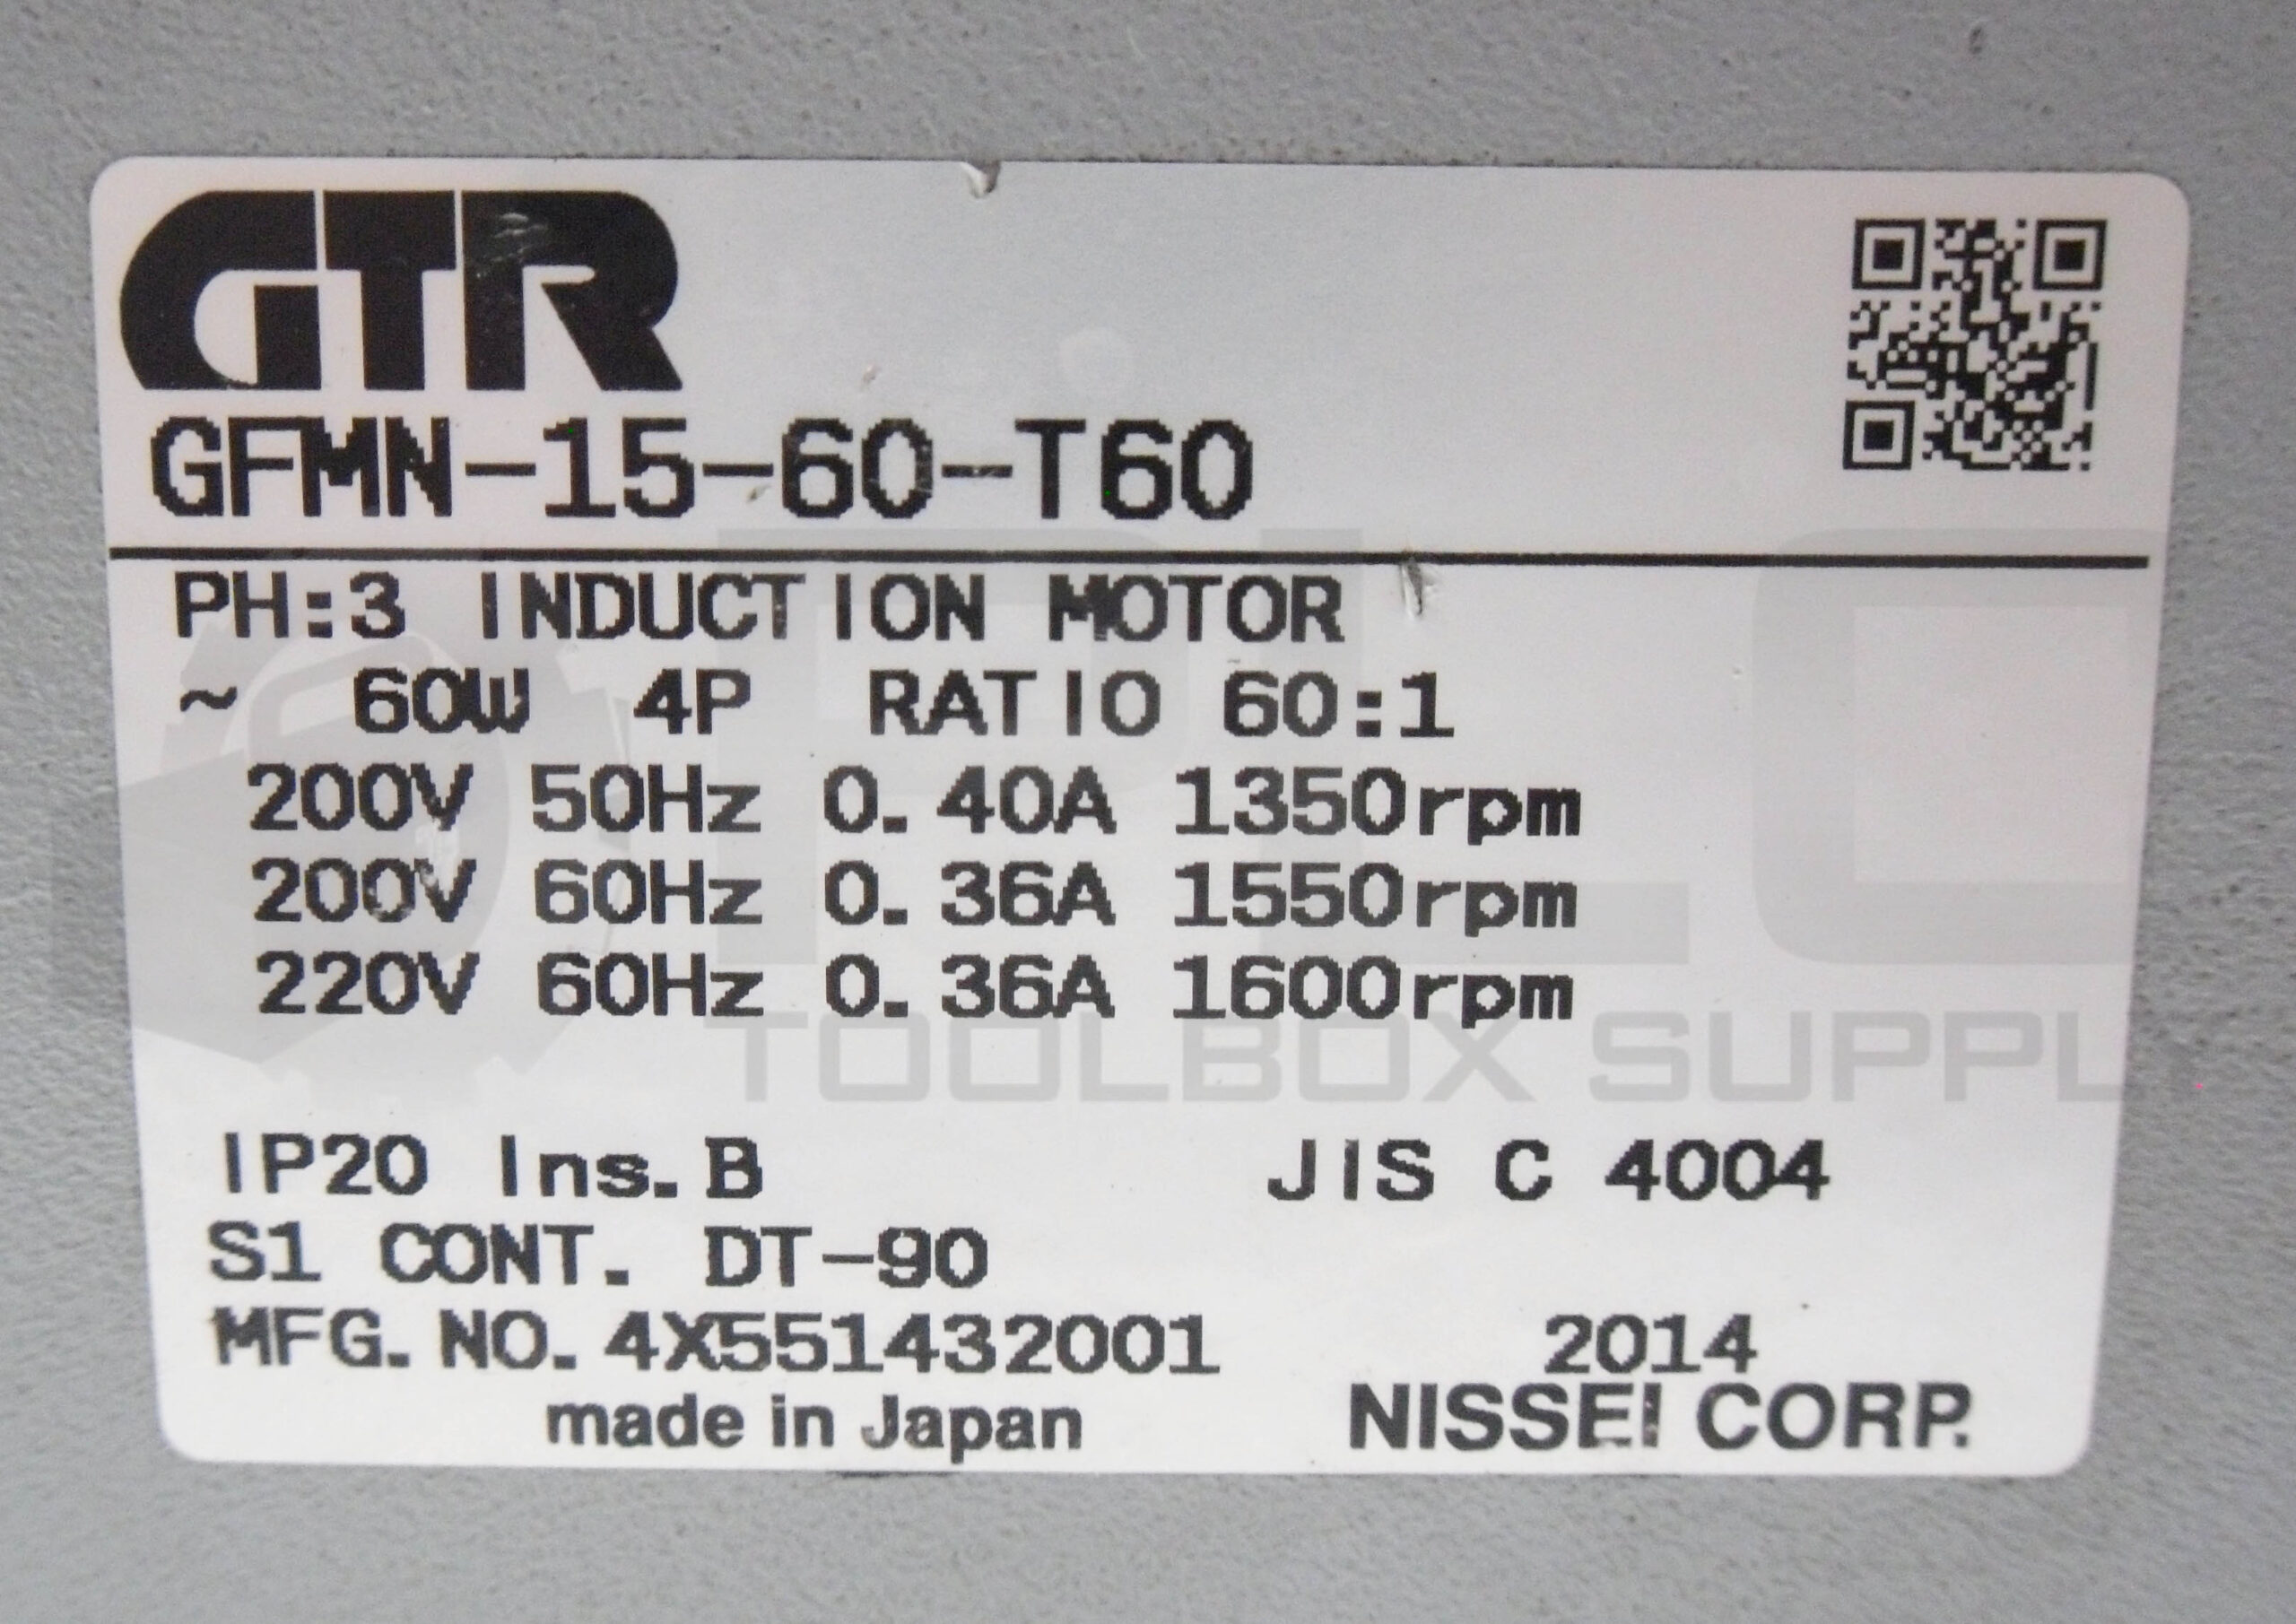 GTR
GFMN-15-60-T60
PH:3 INDUCTION MOTOR
~ 60W 4P RATIO 60:1
200V 50Hz 0.40A 1350rpm
200V 60Hz 0.36A 1550rpm
220V 60Hz 0.36A 1600rpm
PLC
TOOLBOX SUPPL
IP20 Ins.B JIS C 4004
S1 CONT. DT-90
MFG.NO.4X551432001 2014
made in Japan NISSEI CORP.